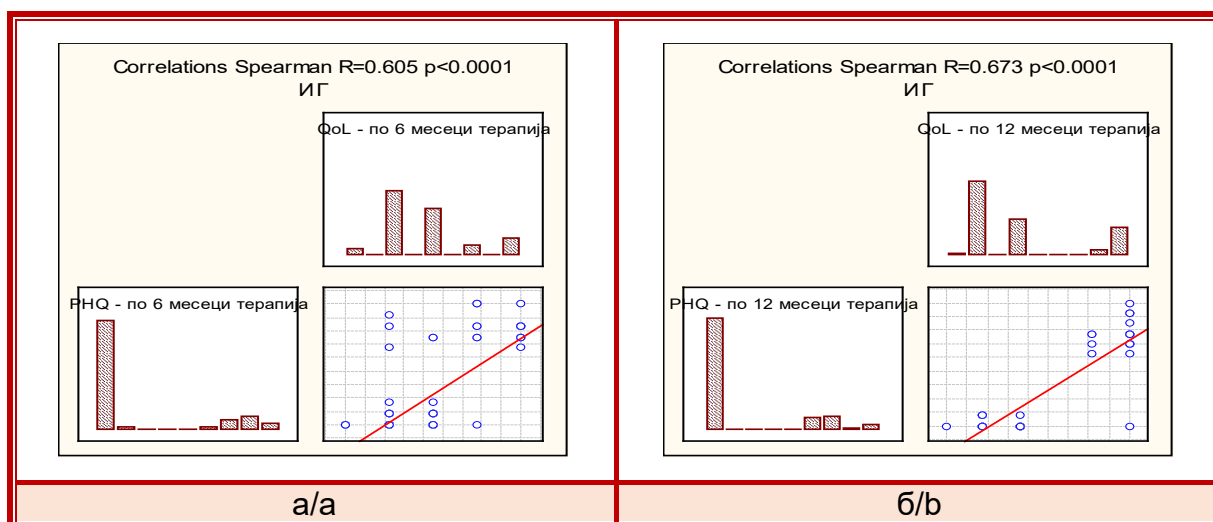 Correlations Spearman R=0.605 p<0.0001
ИГ
QoL - по 6 месеци терапија
PHQ - по 6 месеци терапија
а/a
Correlations Spearman R=0.673 p<0.0001
ИГ
QoL - по 12 месеци терапија
PHQ - по 12 месеци терапија
б/b